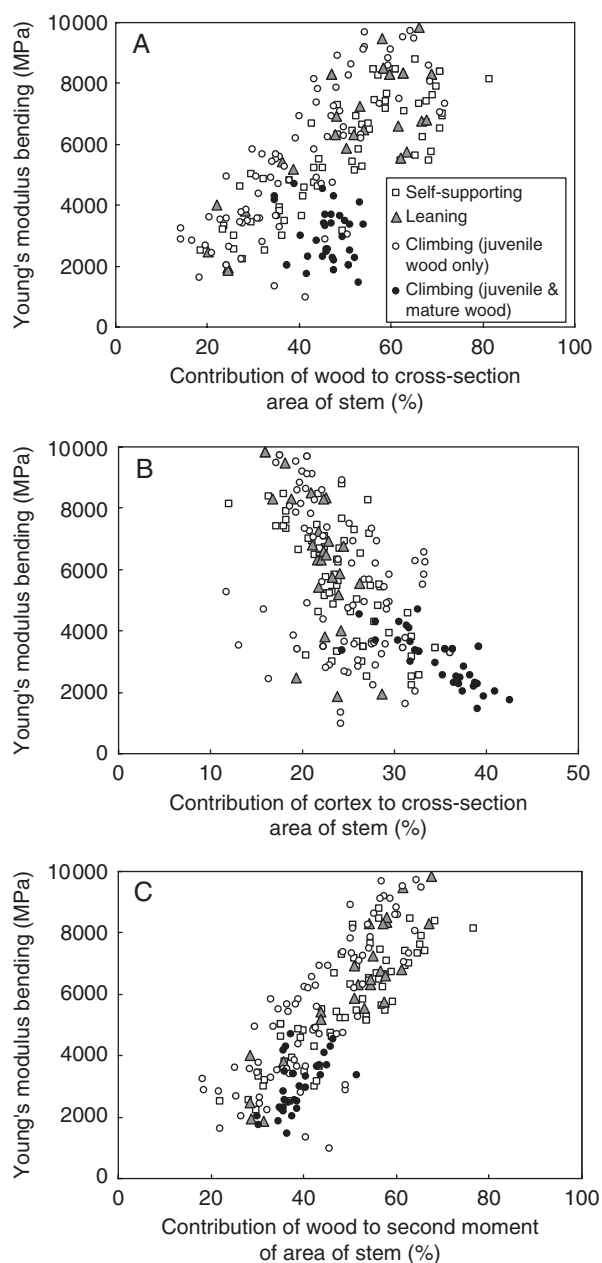 A
Young's modulus bending (MPa)
10000
8000
6000
4000
2000
0
Self-supporting
Leaning
Climbing (juvenile
wood only)
Climbing (juvenile &
mature wood)
0 20 40 60 80 100
Contribution of wood to cross-section
area of stem (%)
B
Young's modulus bending (MPa)
10000
8000
6000
4000
2000
0
0 10 20 30 40 50
Contribution of cortex to cross-section
area of stem (%)
C
Young's modulus bending (MPa)
10000
8000
6000
4000
2000
0
0 20 40 60 80 100
Contribution of wood to second moment
of area of stem (%)